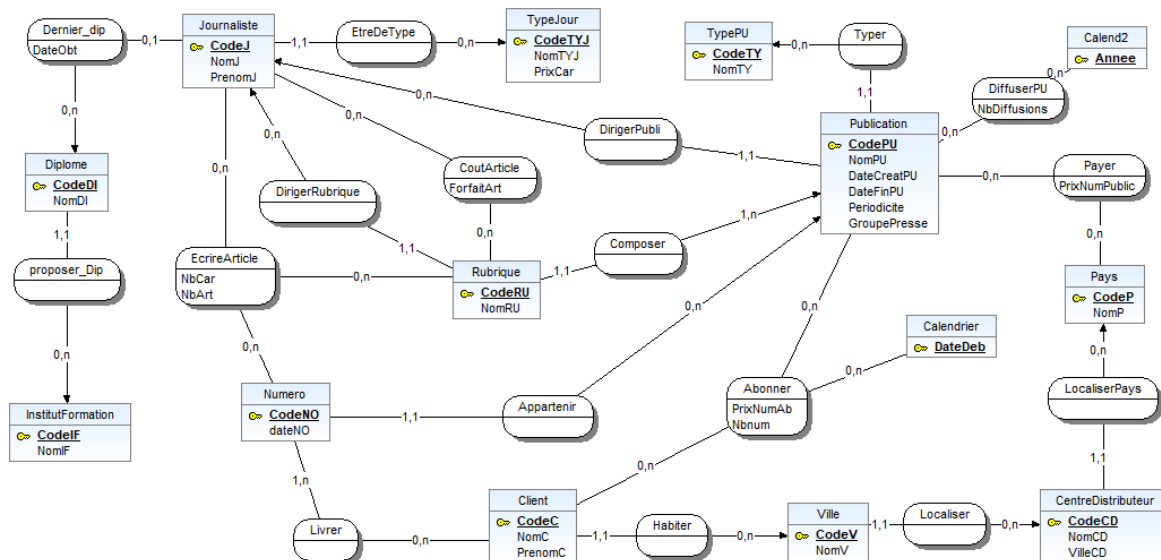 Dernier_dip
DateObt
0,1
Journaliste
CodeJ
NomJ
PrenomJ
1,1
EtreDeType
0,n
TypeJour
CodeTYJ
NomTYJ
PrixCar
TypePU
CodeTY
NomTY
0,n
Typer
1,1
Calend2
Annee
0,n
DiffuserPU
NbDiffusions
0,n
0,n
Diplome
CodeDI
NomDI
1,1
proposer_Dip
0,n
InstitutFormation
CodeIF
NomIF
0,n
0,n
0,n
0,n
DirigerPubli
1,1
Publication
CodePU
NomPU
DateCreatPU
DateFinPU
Periodicite
GroupePresse
0,n
Payer
PrixNumPublic
0,n
Pays
CodeP
NomP
0,n
LocaliserPays
1,1
DirigerRubrique
1,1
CoutArticle
ForfaitArt
0,n
EcrireArticle
NbCar
NbArt
0,n
Rubrique
CodeRU
NomRU
1,1
Composer
1,n
0,n
Numero
CodeNO
dateNO
1,1
Appartenir
0,n
0,n
Abonner
PrixNumAb
Nbnum
0,n
Calendrier
DateDeb
0,n
1,n
Livrer
0,n
Client
CodeC
NomC
PrenomC
1,1
Habiter
0,n
Ville
CodeV
NomV
1,1
Localiser
0,n
CentreDistributeur
CodeCD
NomCD
VilleCD